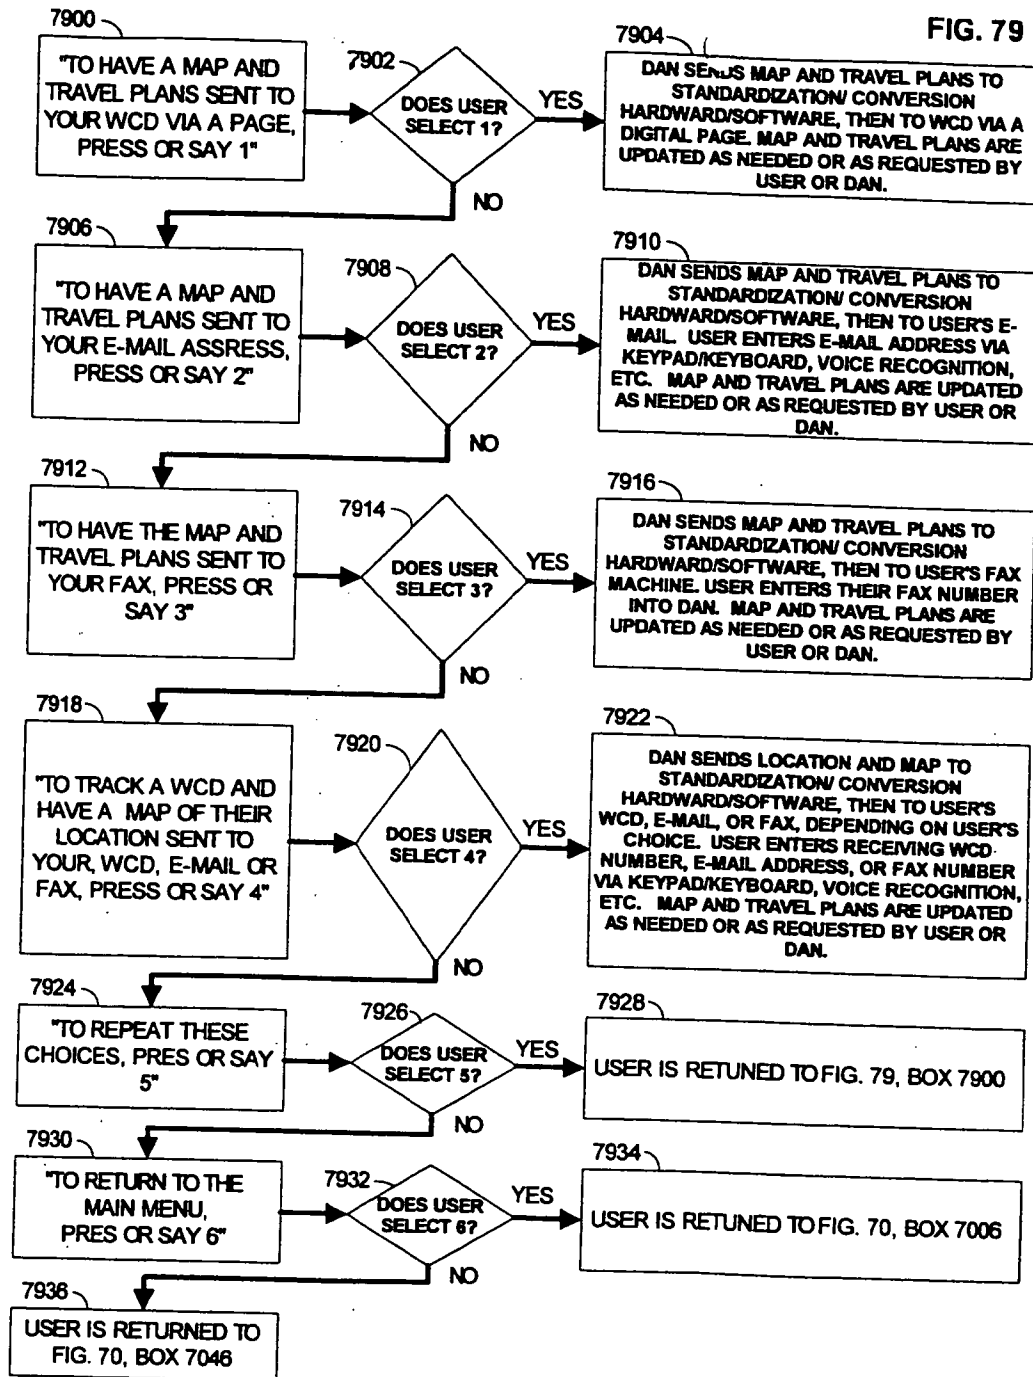 FIG. 79
7900
"TO HAVE A MAP AND
TRAVEL PLANS SENT TO
YOUR WCD VIA A PAGE,
PRESS OR SAY 1"
7902
DOES USER
SELECT 1?
YES
NO
7904
DAN SENDS MAP AND TRAVEL PLANS TO
STANDARDIZATION/ CONVERSION
HARDWARD/SOFTWARE, THEN TO WCD VIA A
DIGITAL PAGE. MAP AND TRAVEL PLANS ARE
UPDATED AS NEEDED OR AS REQUESTED BY
USER OR DAN.
7906
"TO HAVE A MAP AND
TRAVEL PLANS SENT TO
YOUR E-MAIL ASSRESS,
PRESS OR SAY 2"
7908
DOES USER
SELECT 2?
YES
NO
7910
DAN SENDS MAP AND TRAVEL PLANS TO
STANDARDIZATION/ CONVERSION
HARDWARD/SOFTWARE, THEN TO USER'S E-
MAIL. USER ENTERS E-MAIL ADDRESS VIA
KEYPAD/KEYBOARD, VOICE RECOGNITION,
ETC. MAP AND TRAVEL PLANS ARE UPDATED
AS NEEDED OR AS REQUESTED BY USER OR
DAN.
7912
"TO HAVE THE MAP AND
TRAVEL PLANS SENT TO
YOUR FAX, PRESS OR
SAY 3"
7914
DOES USER
SELECT 3?
YES
NO
7916
DAN SENDS MAP AND TRAVEL PLANS TO
STANDARDIZATION/ CONVERSION
HARDWARD/SOFTWARE, THEN TO USER'S FAX
MACHINE. USER ENTERS THEIR FAX NUMBER
INTO DAN. MAP AND TRAVEL PLANS ARE
UPDATED AS NEEDED OR AS REQUESTED BY
USER OR DAN.
7918
"TO TRACK A WCD AND
HAVE A MAP OF THEIR
LOCATION SENT TO
YOUR, WCD, E-MAIL OR
FAX, PRESS OR SAY 4"
7920
DOES USER
SELECT 4?
YES
NO
7922
DAN SENDS LOCATION AND MAP TO
STANDARDIZATION/ CONVERSION
HARDWARD/SOFTWARE, THEN TO USER'S
WCD, E-MAIL, OR FAX, DEPENDING ON USER'S
CHOICE. USER ENTERS RECEIVING WCD
NUMBER, E-MAIL ADDRESS, OR FAX NUMBER
VIA KEYPAD/KEYBOARD, VOICE RECOGNITION,
ETC. MAP AND TRAVEL PLANS ARE UPDATED
AS NEEDED OR AS REQUESTED BY USER OR
DAN.
7924
"TO REPEAT THESE
CHOICES, PRES OR SAY
5"
7926
DOES USER
SELECT 5?
YES
NO
7928
USER IS RETUNED TO FIG. 79, BOX 7900
7930
"TO RETURN TO THE
MAIN MENU,
PRES OR SAY 6"
7932
DOES USER
SELECT 6?
YES
NO
7934
USER IS RETUNED TO FIG. 70, BOX 7006
7936
USER IS RETURNED TO
FIG. 70, BOX 7046